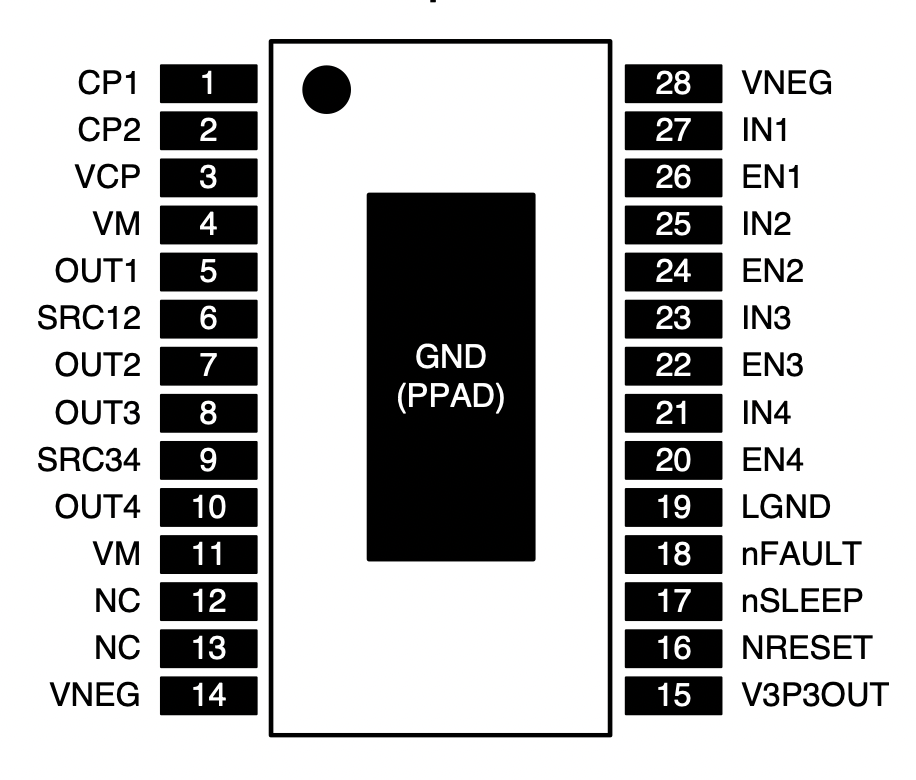 CP1 1 28 VNEG
CP2 2 27 IN1
VCP 3 26 EN1
VM 4 25 IN2
OUT1 5 24 EN2
SRC12 6 23 IN3
OUT2 7 22 EN3
OUT3 8 21 IN4
SRC34 9 20 EN4
OUT4 10 19 LGND
VM 11 18 nFAULT
NC 12 17 nSLEEP
NC 13 16 NRESET
VNEG 14 15 V3P3OUT
GND
(PPAD)